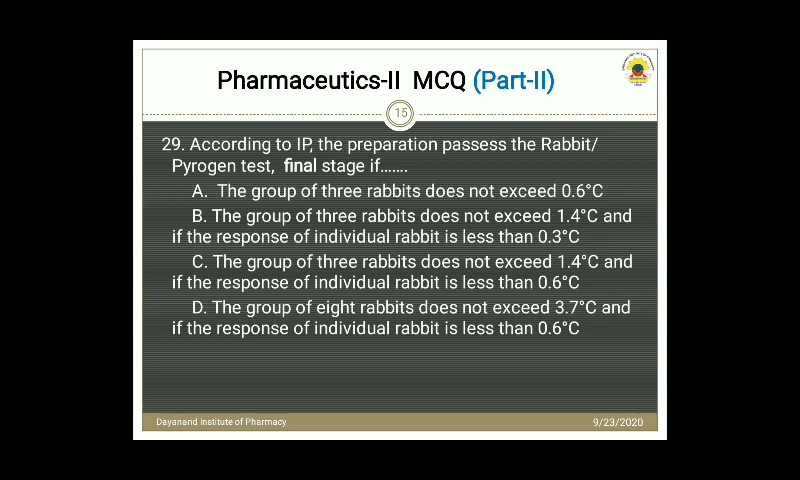 Pharmaceutics-II MCQ (Part-II)
15
29. According to IP, the preparation passess the Rabbit/
Pyrogen test, final stage if.......
A. The group of three rabbits does not exceed 0.6°C
B. The group of three rabbits does not exceed 1.4°C and
if the response of individual rabbit is less than 0.3°C
C. The group of three rabbits does not exceed 1.4°C and
if the response of individual rabbit is less than 0.6°C
D. The group of eight rabbits does not exceed 3.7°C and
if the response of individual rabbit is less than 0.6°C
Dayanand Institute of Pharmacy
9/23/2020